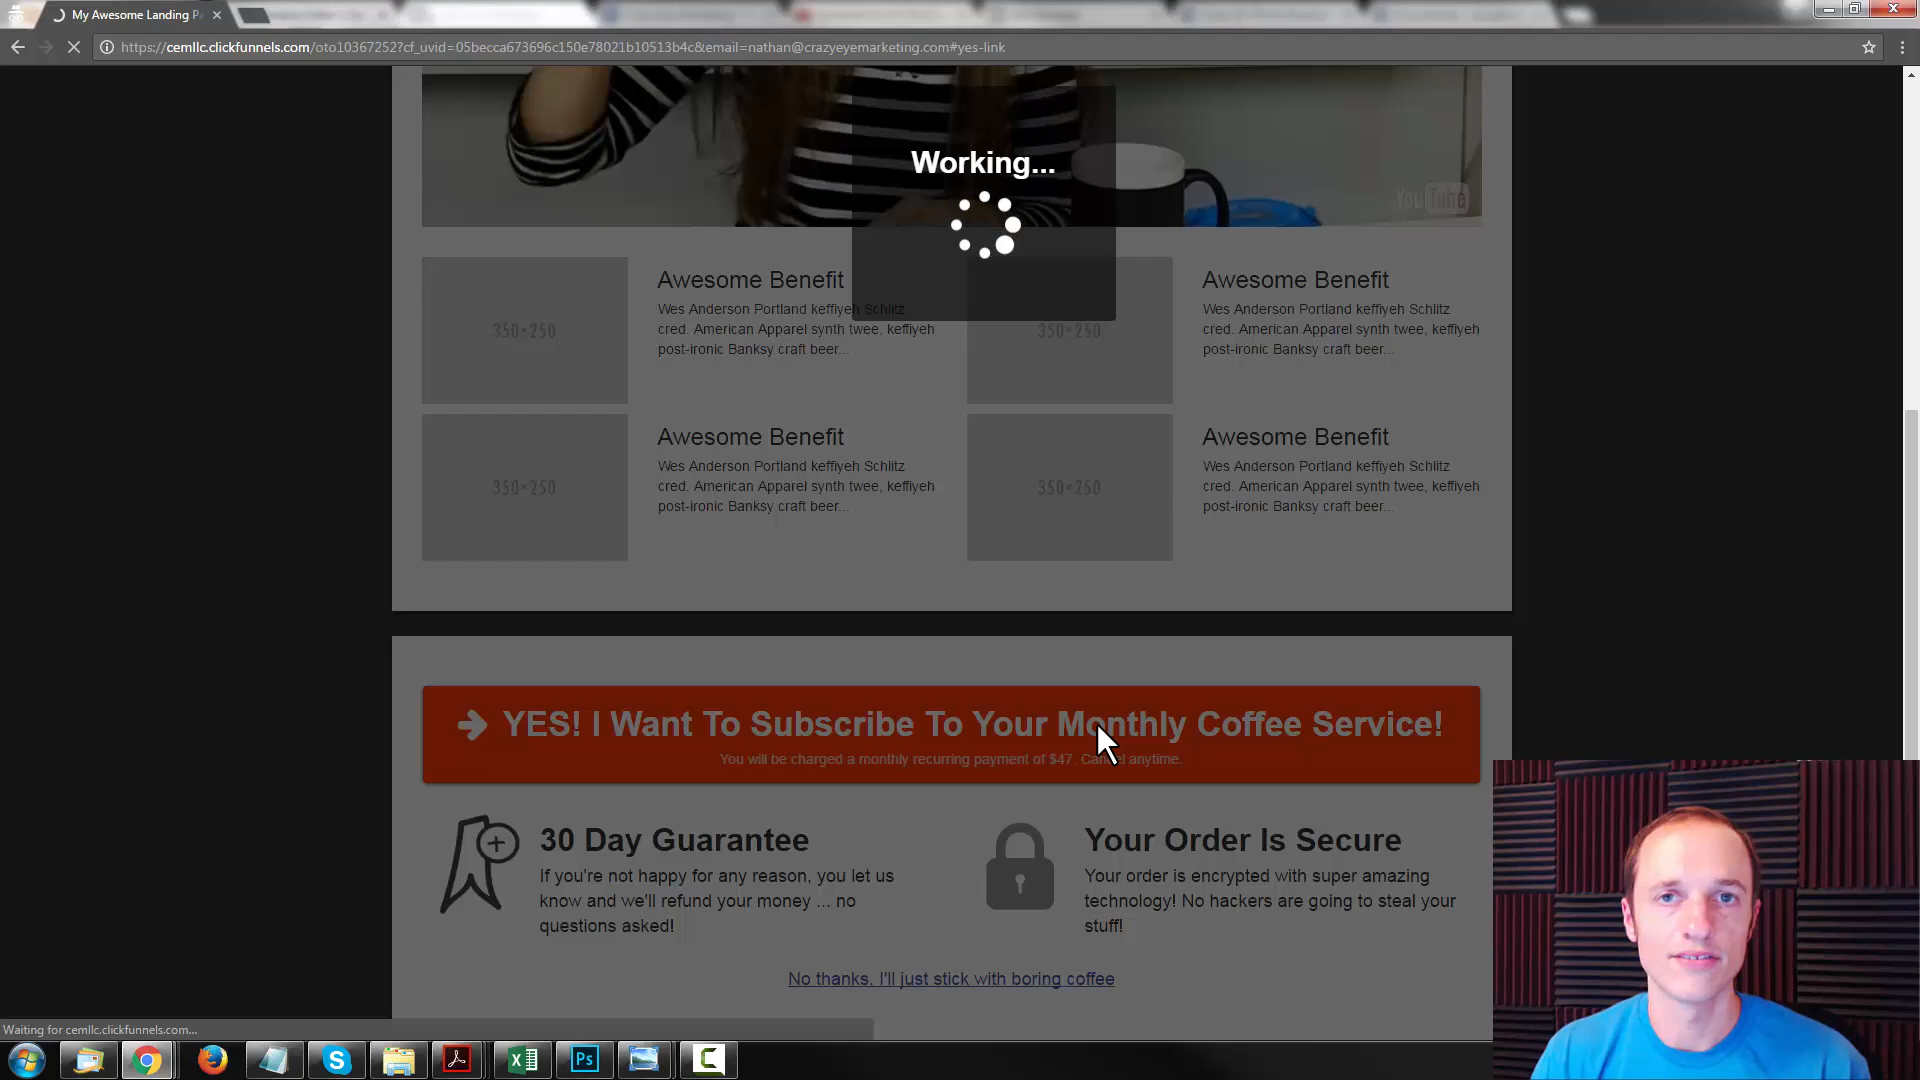 My Awesome Landing Pa
https://cemllc.clickfunnels.com/oto10367252?cf_uvid=05becca673696c150e78021b10513b4c&email=nathan@crazyeyemarketing.com#yes-link
Working...
YouTube
350×250
Awesome Benefit
Wes Anderson Portland keffiyeh Schlitz
cred. American Apparel synth twee, keffiyeh
post-ironic Banksy craft beer...
350×250
Awesome Benefit
Wes Anderson Portland keffiyeh Schlitz
cred. American Apparel synth twee, keffiyeh
post-ironic Banksy craft beer...
350×250
Awesome Benefit
Wes Anderson Portland keffiyeh Schlitz
cred. American Apparel synth twee, keffiyeh
post-ironic Banksy craft beer...
350×250
Awesome Benefit
Wes Anderson Portland keffiyeh Schlitz
cred. American Apparel synth twee, keffiyeh
post-ironic Banksy craft beer...
YES! I Want To Subscribe To Your Monthly Coffee Service!
You will be charged a monthly recurring payment of $47. Cancel anytime.
30 Day Guarantee
If you're not happy for any reason, you let us
know and we'll refund your money ... no
questions asked!
Your Order Is Secure
Your order is encrypted with super amazing
technology! No hackers are going to steal your
stuff!
No thanks, I'll just stick with boring coffee
Waiting for cemllc.clickfunnels.com...
Ps